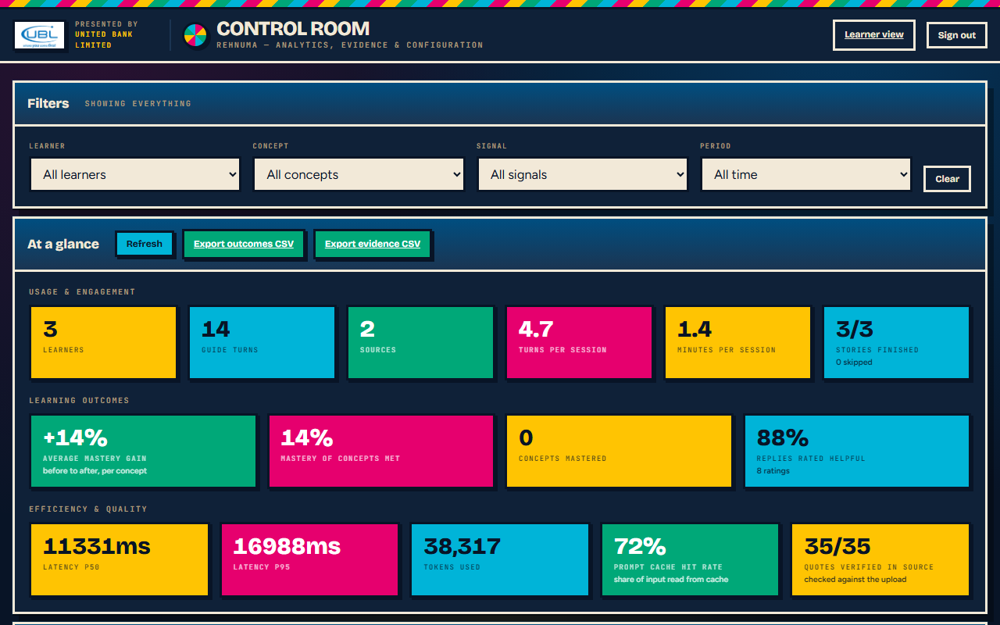 UBL
where you come first
PRESENTED BY
UNITED BANK
LIMITED
CONTROL ROOM
REHNUMA — ANALYTICS, EVIDENCE & CONFIGURATION
Learner view
Sign out
Filters
SHOWING EVERYTHING
LEARNER
CONCEPT
SIGNAL
PERIOD
All learners
All concepts
All signals
All time
Clear
At a glance
Refresh
Export outcomes CSV
Export evidence CSV
USAGE & ENGAGEMENT
3
LEARNERS
14
GUIDE TURNS
2
SOURCES
4.7
TURNS PER SESSION
1.4
MINUTES PER SESSION
3/3
STORIES FINISHED
0 skipped
LEARNING OUTCOMES
+14%
AVERAGE MASTERY GAIN
before to after, per concept
14%
MASTERY OF CONCEPTS MET
0
CONCEPTS MASTERED
88%
REPLIES RATED HELPFUL
8 ratings
EFFICIENCY & QUALITY
11331ms
LATENCY P50
16988ms
LATENCY P95
38,317
TOKENS USED
72%
PROMPT CACHE HIT RATE
share of input read from cache
35/35
QUOTES VERIFIED IN SOURCE
checked against the upload